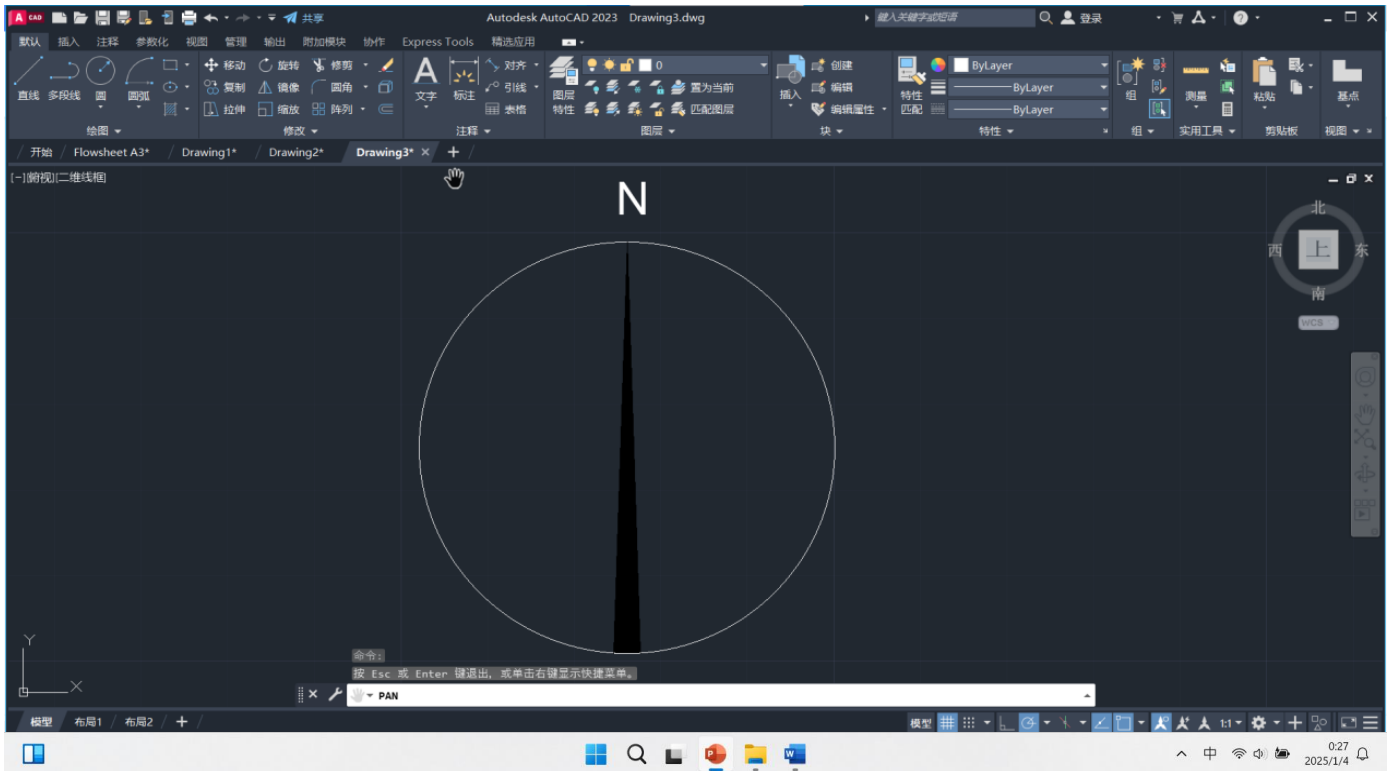 A CAD 共享 Autodesk AutoCAD 2023 Drawing3.dwg 键入关键字或短语 登录
默认 插入 注释 参数化 视图 管理 输出 附加模块 协作 Express Tools 精选应用
直线 多段线 圆 圆弧 移动 旋转 修剪 复制 镜像 圆角 拉伸 缩放 阵列
A 文字 标注 对齐 引线 表格
图层特性 0 置为当前 匹配图层
插入 创建 编辑 编辑属性
特性匹配 ByLayer ByLayer ByLayer
组 测量 粘贴 基点
绘图 修改 注释 图层 块 特性 组 实用工具 剪贴板 视图
开始 Flowsheet A3* Drawing1* Drawing2* Drawing3*
[-]俯视][二维线框]
N
北
西 上 东
南
WCS
Y
X
命令:
按 Esc 或 Enter 键退出, 或单击右键显示快捷菜单。
PAN
模型 布局1 布局2 模型 1:1
中 0:27
2025/1/4